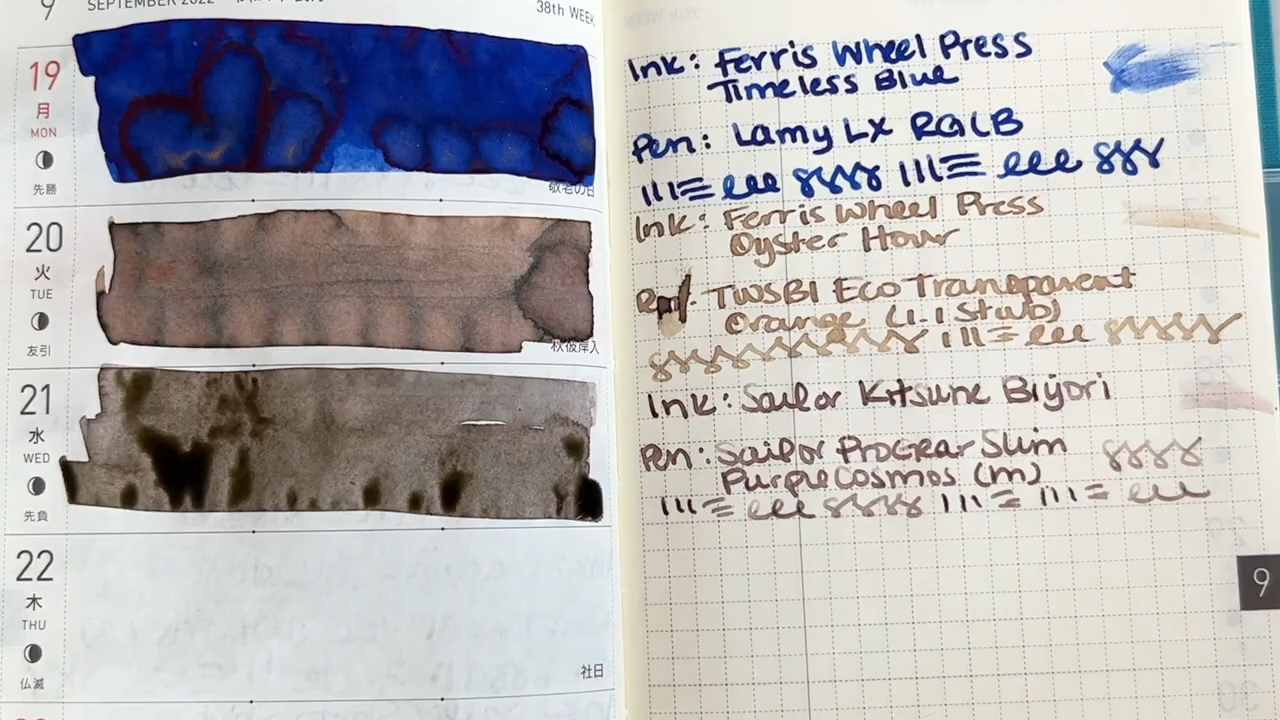 9 SEPTEMBER 2022
38th WEEK
19
月
MON
先勝
敬老の日
20
火
TUE
友引
秋彼岸入
21
水
WED
先負
22
木
THU
仏滅
社日
Ink: Ferris Wheel Press
Timeless Blue
Pen: Lamy LX RGLB
Ink: Ferris Wheel Press
Oyster Hour
TWSBI Eco Transparent
Orange (1.1 Stub)
Ink: Sailor Kitsune Biyori
Pen: Sailor ProGear Slim
Purple Cosmos (M)
9